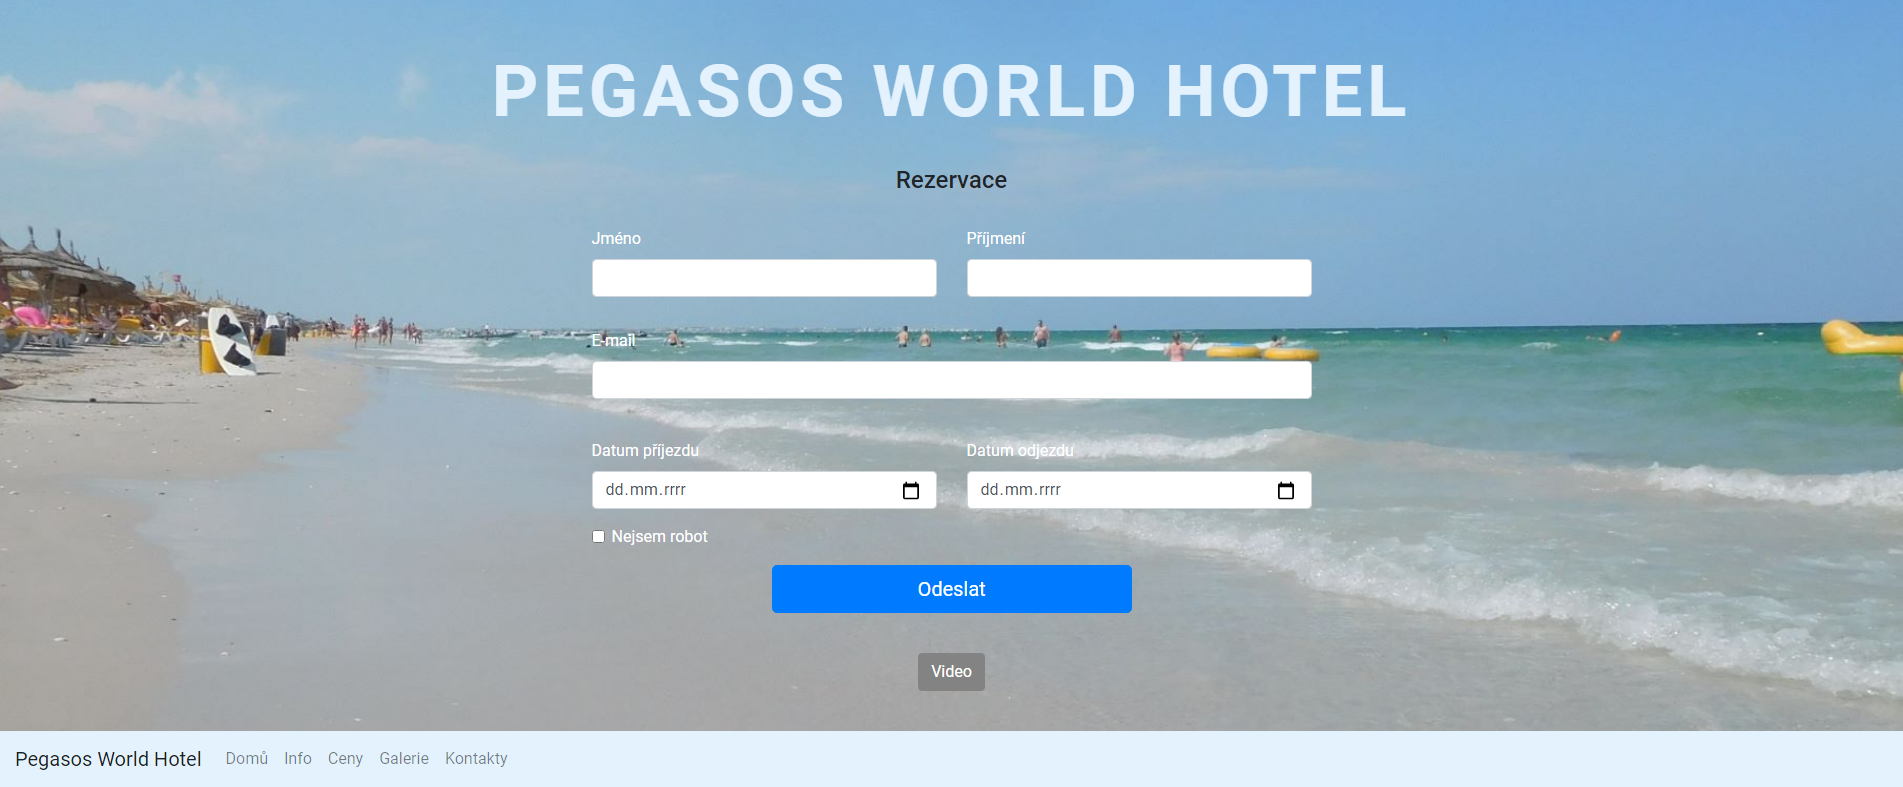 PEGASOS WORLD HOTEL
Rezervace
Jméno Příjmení
E-mail
Datum příjezdu Datum odjezdu
dd.mm.rrrr dd.mm.rrrr
Nejsem robot
Odeslat
Video
Pegasos World Hotel Domů Info Ceny Galerie Kontakty